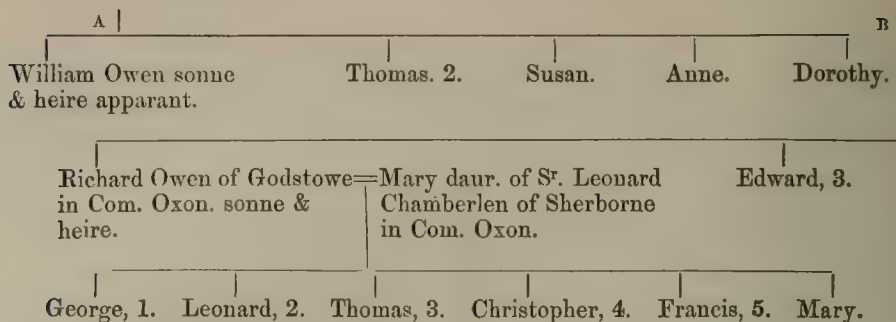 A B
William Owen sonne Thomas. 2. Susan. Anne. Dorothy.
& heire apparant.
Richard Owen of Godstowe=Mary daur. of Sr. Leonard Edward, 3.
in Com. Oxon. sonne & Chamberlen of Sherborne
heire. in Com. Oxon.
George, 1. Leonard, 2. Thomas, 3. Christopher, 4. Francis, 5. Mary.